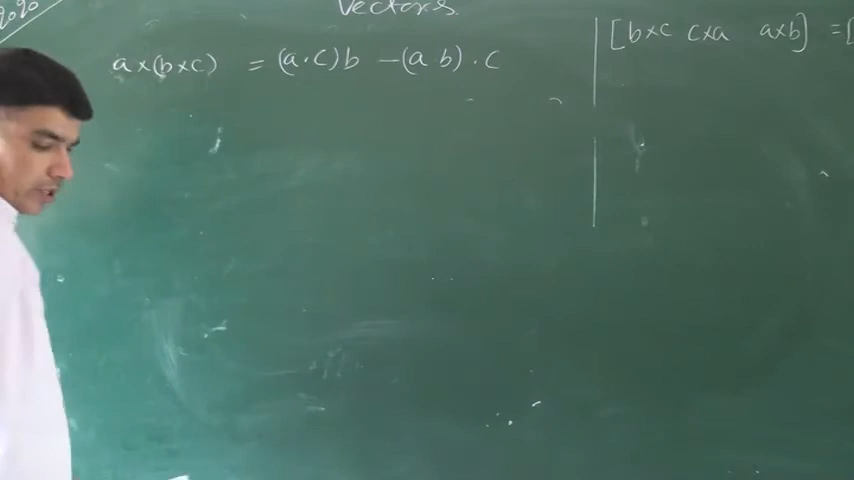 %%
Vectors
a×(b×c) = (a·c)b –(a b)·c
[b×c c×a a×b] = [